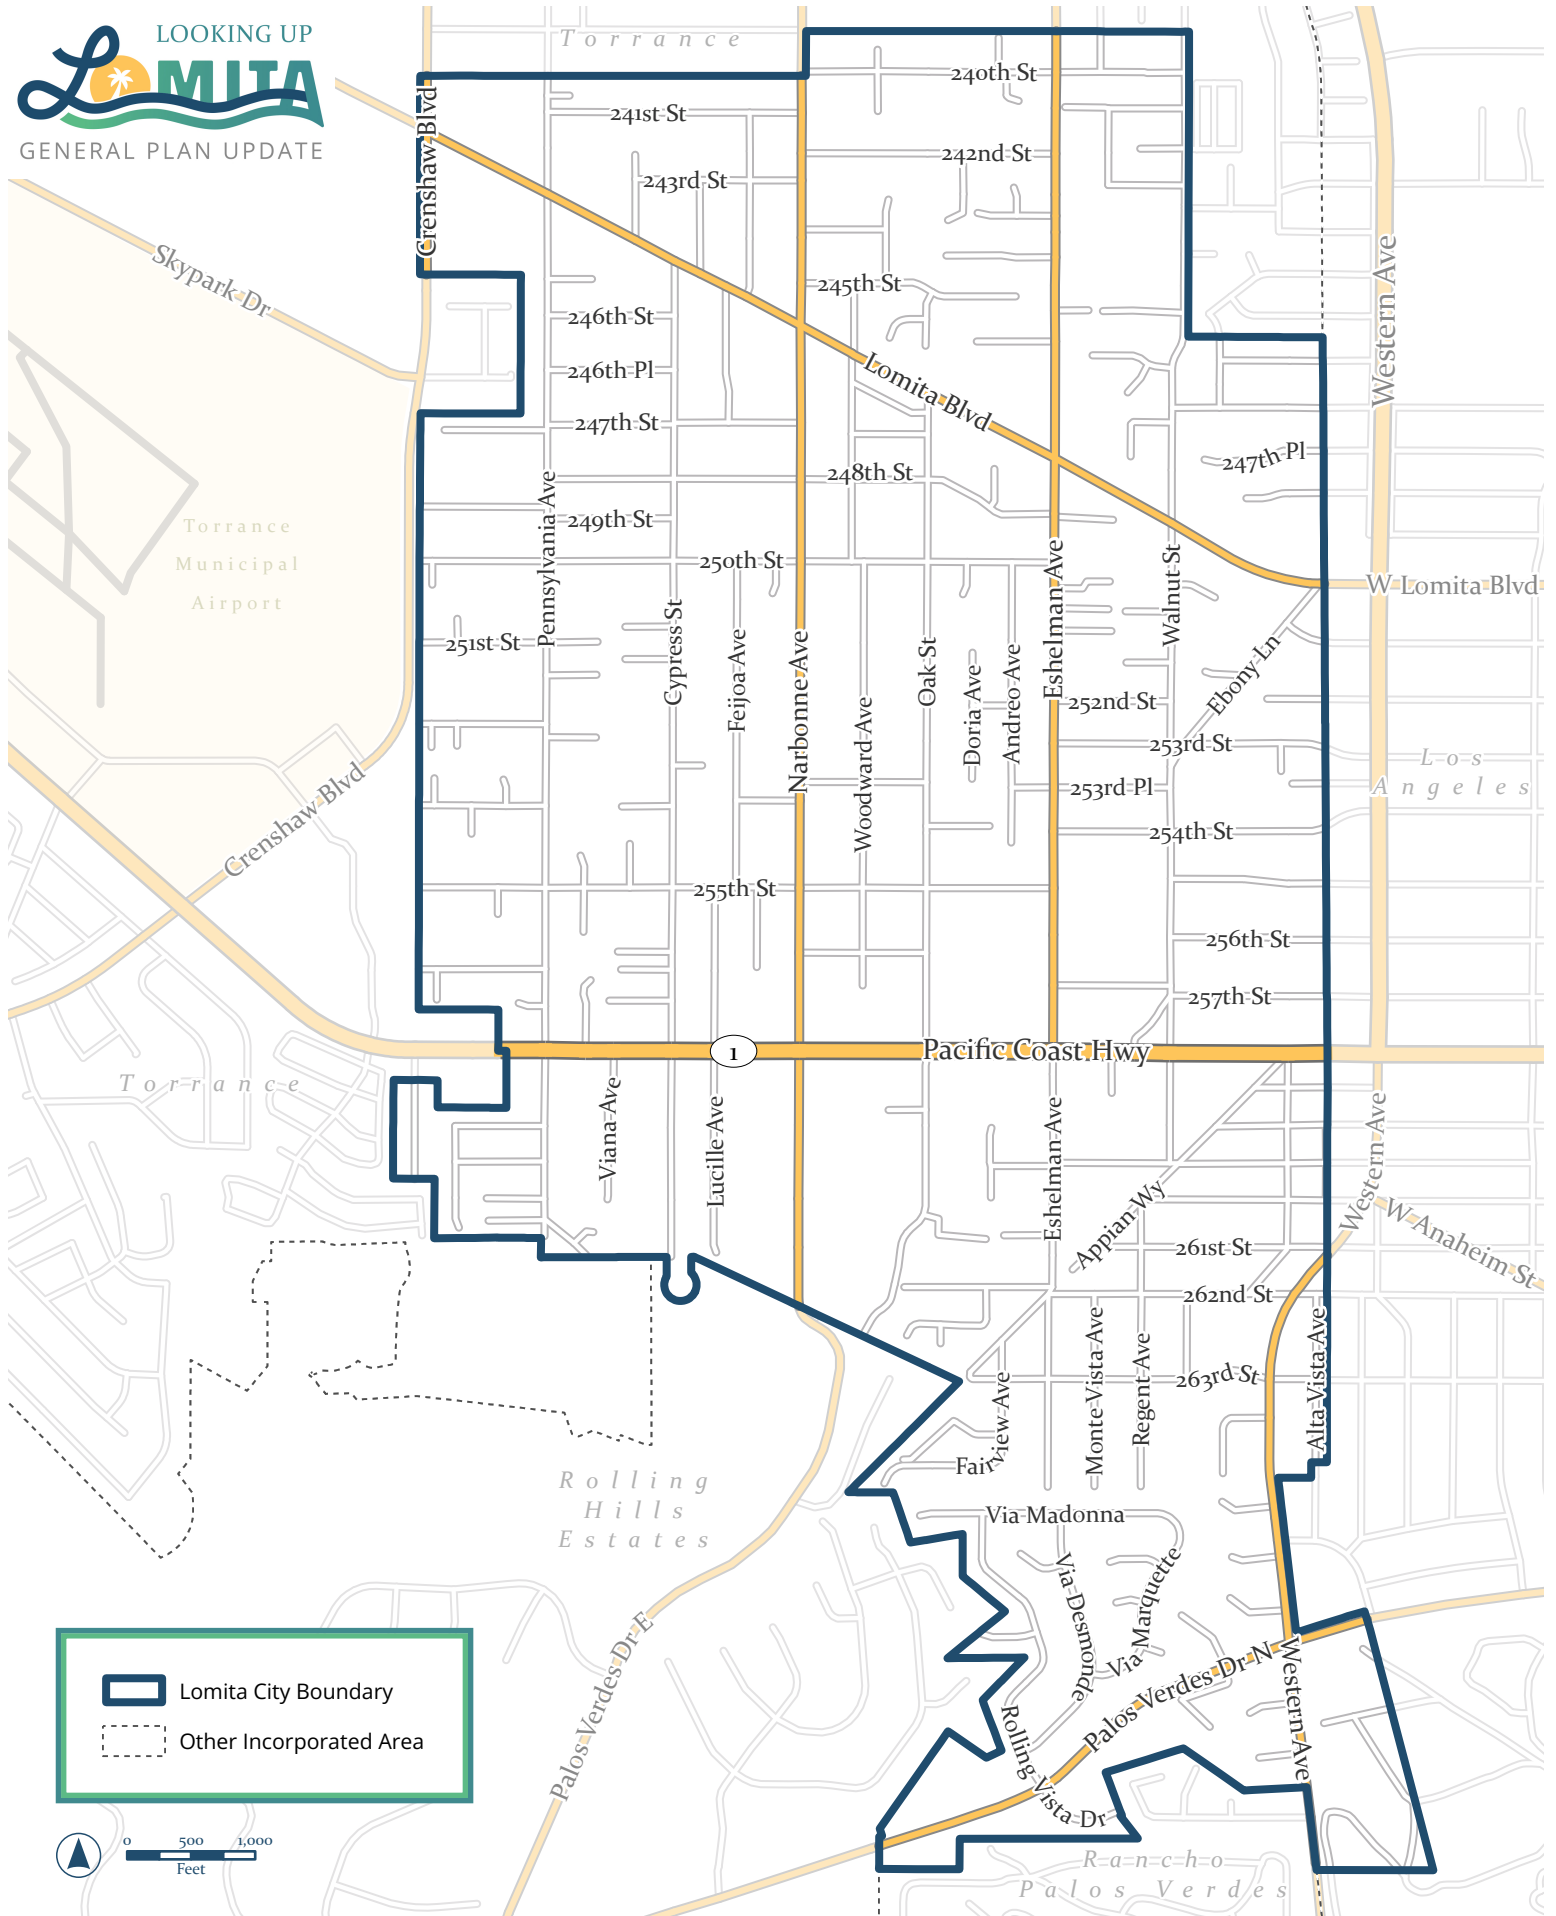 LOOKING UP
LOMITA
GENERAL PLAN UPDATE
Torrance
240th St
Crenshaw Blvd
241st St
242nd St
243rd St
Skypark Dr
Western Ave
245th St
246th St
246th Pl
Lomita Blvd
247th St
247th Pl
248th St
Pennsylvania Ave
249th St
Torrance
Municipal
Airport
250th St
Eshelman Ave
Walnut St
W Lomita Blvd
251st St
Cypress St
Feijoa Ave
Narbonne Ave
Woodward Ave
Oak St
Doria Ave
Andreo Ave
Ebony Ln
252nd St
253rd St
Los
Angeles
253rd Pl
Crenshaw Blvd
254th St
255th St
256th St
257th St
1
Pacific Coast Hwy
Torrance
Viana Ave
Lucille Ave
Eshelman Ave
Western Ave
Appian Wy
W Anaheim St
261st St
262nd St
Monte Vista Ave
Regent Ave
Alta Vista Ave
263rd St
Fairview Ave
Rolling
Hills
Estates
Via Madonna
Via Desmonde
Via Marquette
Palos Verdes Dr E
Palos Verdes Dr N
Western Ave
Rolling Vista Dr
Lomita City Boundary
Other Incorporated Area
0 500 1,000
Feet
Rancho
Palos Verdes